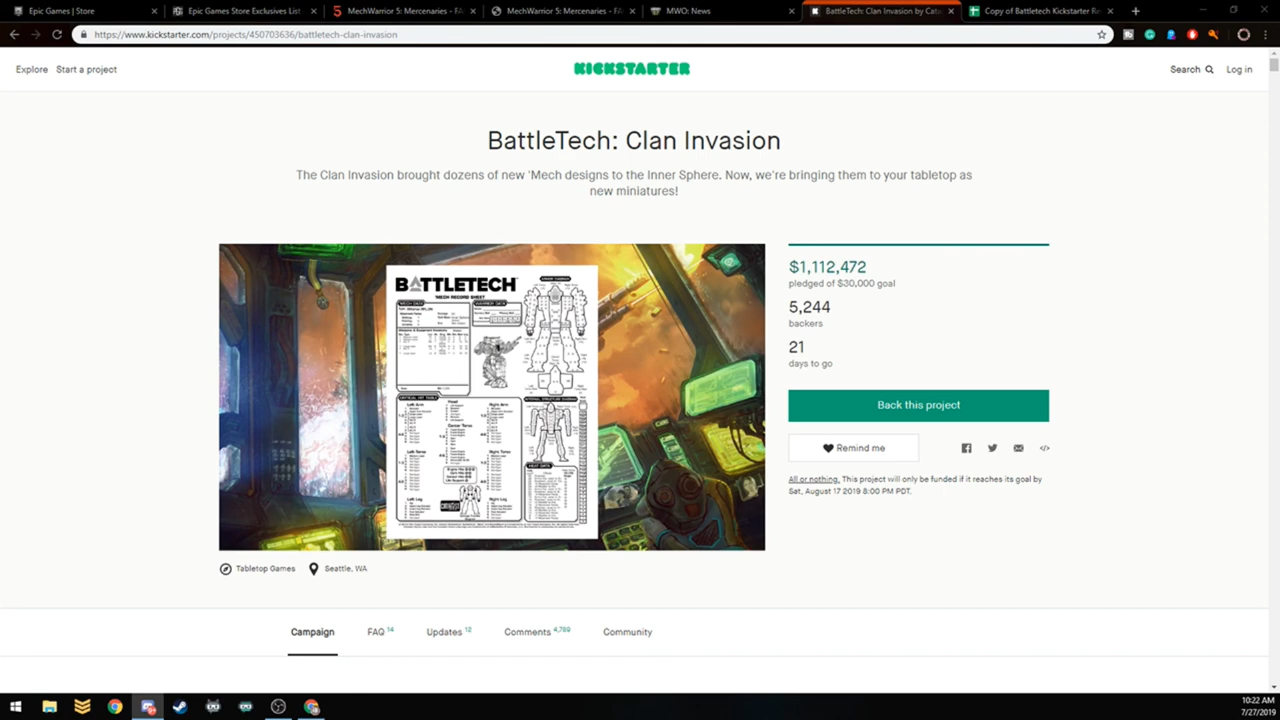 Epic Games | Store
Epic Games Store Exclusives List
MechWarrior 5: Mercenaries - FA
MechWarrior 5: Mercenaries - FA
MWO: News
BattleTech: Clan Invasion by Cata
Copy of Battletech Kickstarter Re
https://www.kickstarter.com/projects/450703636/battletech-clan-invasion
Explore
Start a project
KICKSTARTER
Search
Log in
BattleTech: Clan Invasion
The Clan Invasion brought dozens of new 'Mech designs to the Inner Sphere. Now, we're bringing them to your tabletop as
new miniatures!
BATTLETECH
'MECH RECORD SHEET
$1,112,472
pledged of $30,000 goal
5,244
backers
21
days to go
Back this project
Remind me
All or nothing. This project will only be funded if it reaches its goal by
Sat, August 17 2019 8:00 PM PDT.
Tabletop Games
Seattle, WA
Campaign
FAQ 14
Updates 12
Comments 4,769
Community
10:22 AM
7/27/2019